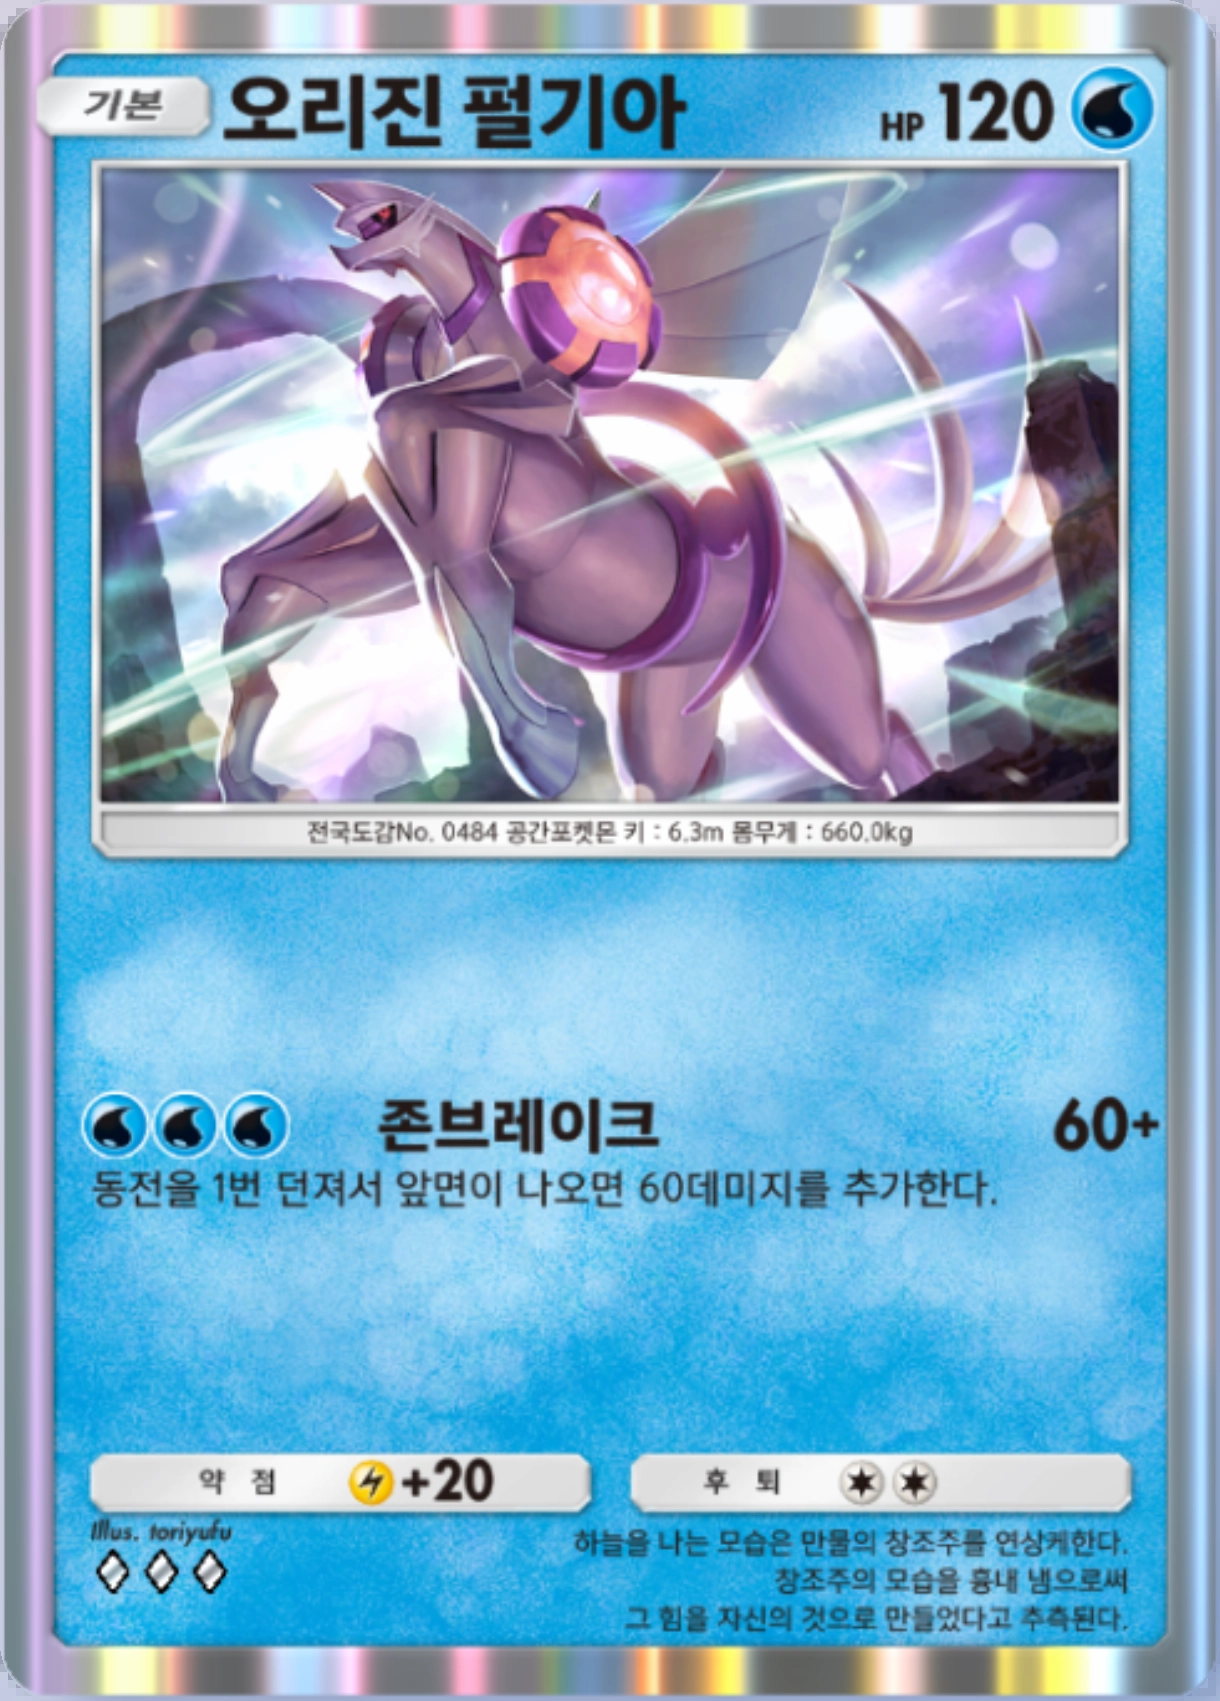 기본 오리진 펄기아 HP 120
전국도감No. 0484 공간포켓몬 키 : 6.3m 몸무게 : 660.0kg
존브레이크 60+
동전을 1번 던져서 앞면이 나오면 60데미지를 추가한다.
약 점 +20 후 퇴
Illus. toriyufu
하늘을 나는 모습은 만물의 창조주를 연상케한다.
창조주의 모습을 흉내 냄으로써
그 힘을 자신의 것으로 만들었다고 추측된다.